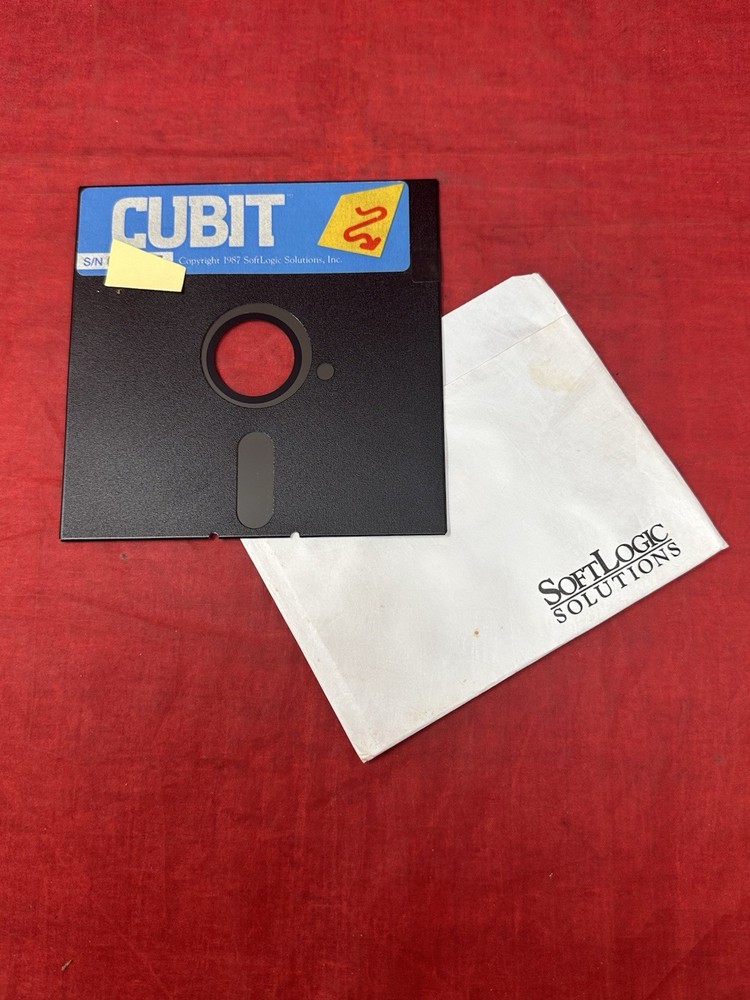 CUBIT
S/N
Copyright 1987 SoftLogic Solutions, Inc.
SOFTLOGIC
SOLUTIONS